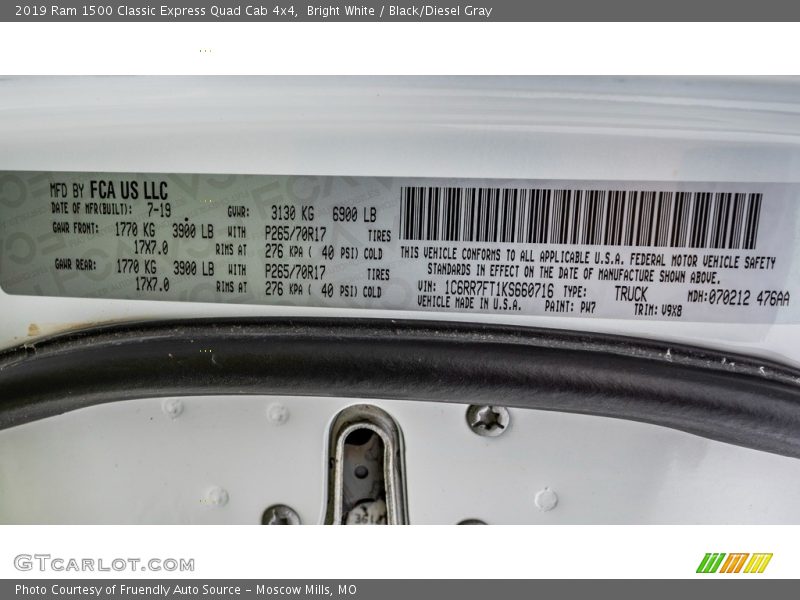 2019 Ram 1500 Classic Express Quad Cab 4x4,  Bright White / Black/Diesel Gray
MFD BY FCA US LLC
DATE OF MFR(BUILT): 7-19 GVWR: 3130 KG 6900 LB
GAWR FRONT: 1770 KG 3900 LB WITH P265/70R17 TIRES
17X7.0 RIMS AT 276 KPA ( 40 PSI) COLD
GAWR REAR: 1770 KG 3900 LB WITH P265/70R17 TIRES
17X7.0 RIMS AT 276 KPA ( 40 PSI) COLD
THIS VEHICLE CONFORMS TO ALL APPLICABLE U.S.A. FEDERAL MOTOR VEHICLE SAFETY
STANDARDS IN EFFECT ON THE DATE OF MANUFACTURE SHOWN ABOVE.
VIN: 1C6RR7FT1KS660716 TYPE: TRUCK MDH:070212 476AA
VEHICLE MADE IN U.S.A. PAINT: PW7 TRIM: V9X8
GTCarLot.com
Photo Courtesy of Fruendly Auto Source - Moscow Mills, MO